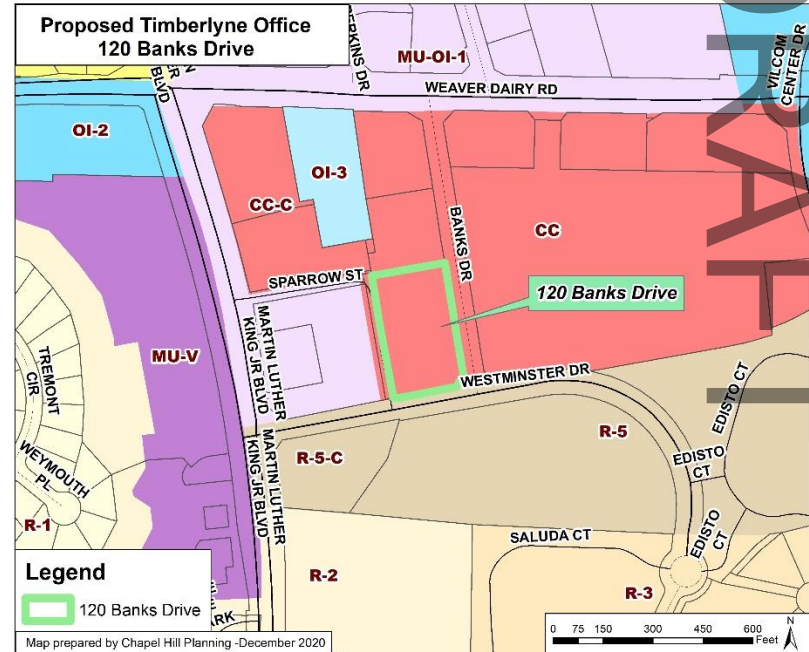 Proposed Timberlyne Office
120 Banks Drive
MU-OI-1
WEAVER DAIRY RD
VILCOM
CENTER DR
BLVD
OI-2
OI-3
CC-C
BANKS DR
CC
SPARROW ST
120 Banks Drive
MARTIN LUTHER
KING JR BLVD
MU-V
TREMONT
CIR
WESTMINSTER DR
EDISTO CT
WEYMOUTH
PL
R-5-C
R-5
EDISTO
CT
MARTIN LUTHER
KING JR BLVD
R-1
SALUDA CT
EDISTO
CT
R-2
R-3
Legend
120 Banks Drive
Map prepared by Chapel Hill Planning -December 2020
0 75 150 300 450 600
Feet
N